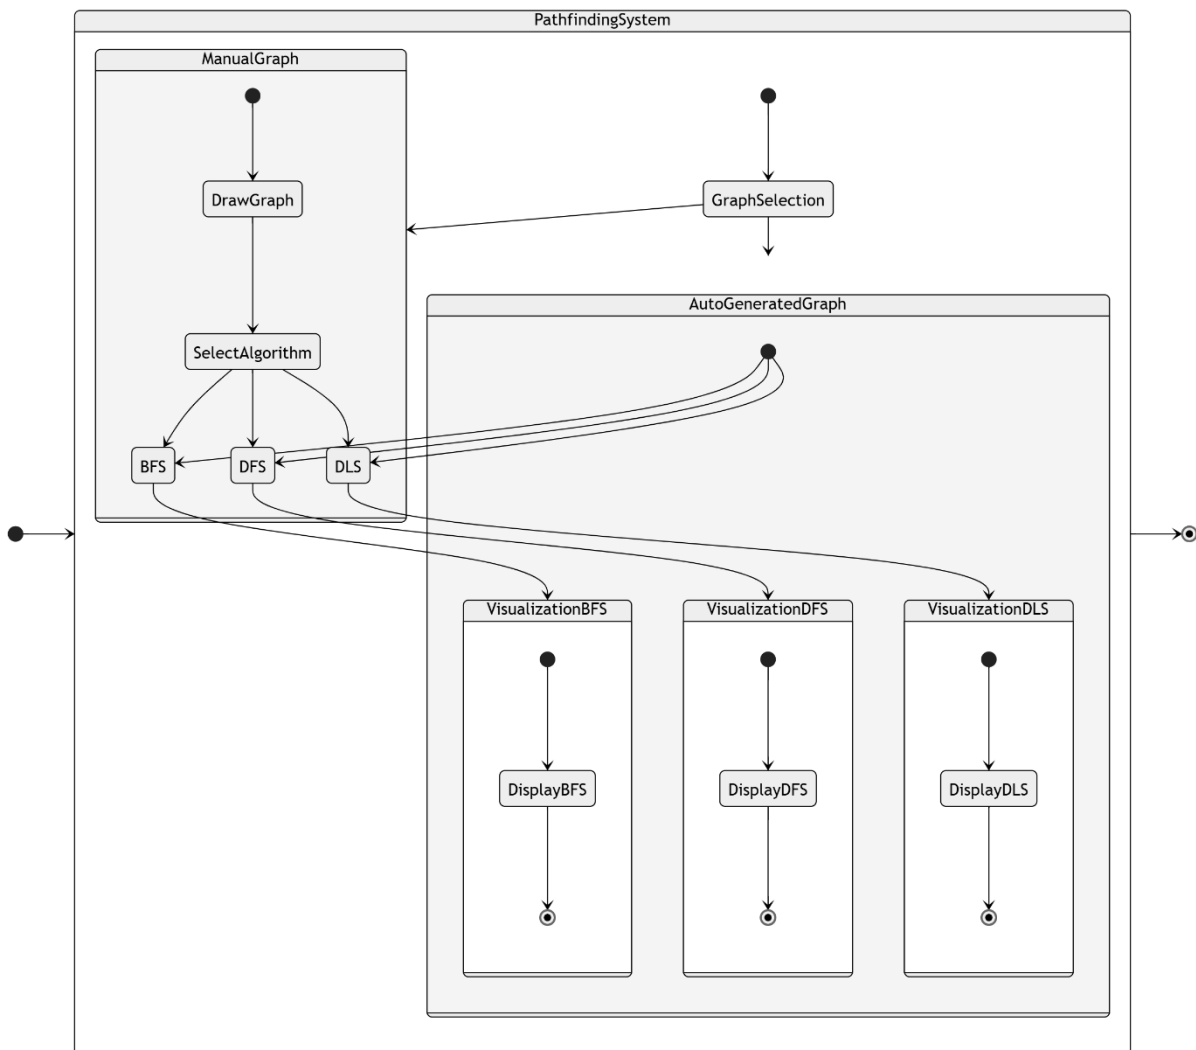 PathfindingSystem
ManualGraph
DrawGraph
GraphSelection
AutoGeneratedGraph
SelectAlgorithm
BFS
DFS
DLS
VisualizationBFS
VisualizationDFS
VisualizationDLS
DisplayBFS
DisplayDFS
DisplayDLS